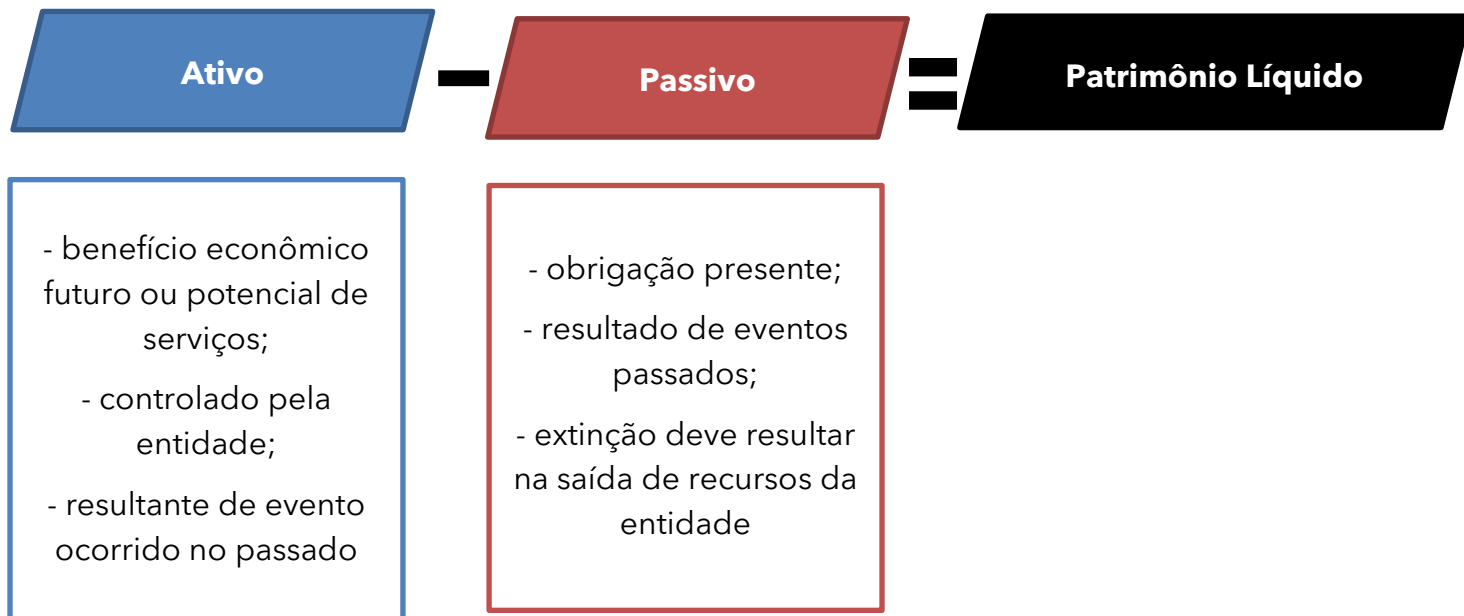 Ativo
Passivo
Patrimônio Líquido
- benefício econômico
futuro ou potencial de
serviços;
- controlado pela
entidade;
- resultante de evento
ocorrido no passado
- obrigação presente;
- resultado de eventos
passados;
- extinção deve resultar
na saída de recursos da
entidade